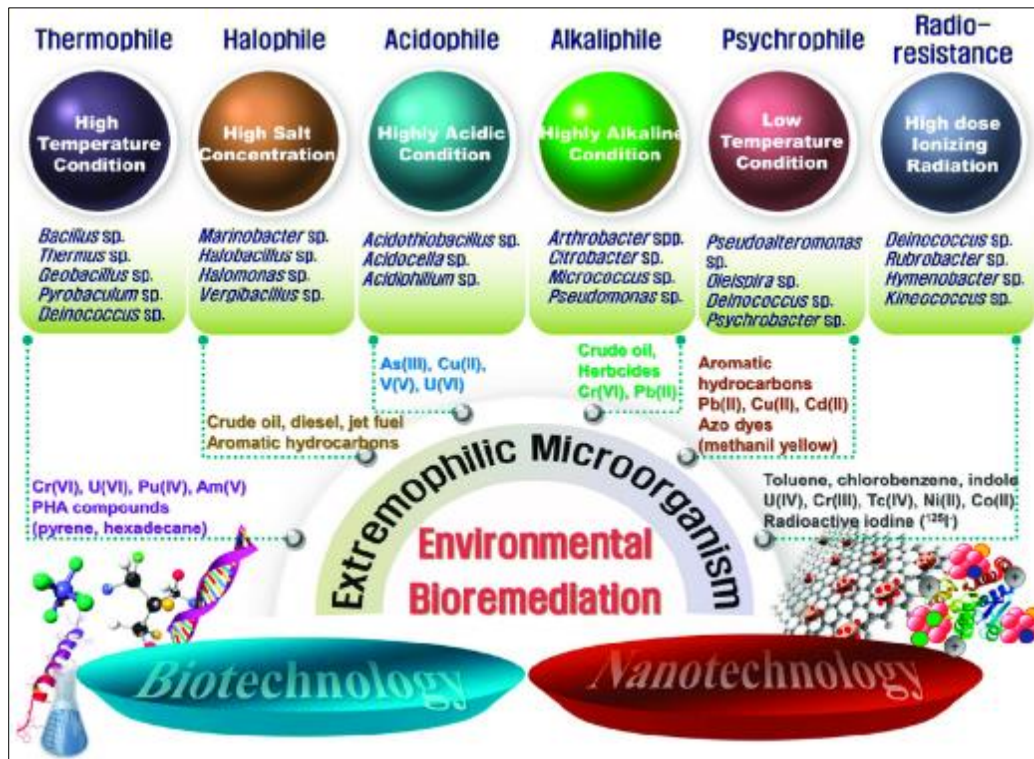 Thermophile
Halophile
Acidophile
Alkaliphile
Psychrophile
Radio-
resistance
High
Temperature
Condition
High Salt
Concentration
Highly Acidic
Condition
Highly Alkaline
Condition
Low
Temperature
Condition
High dose
Ionizing
Radiation
Bacillus sp.
Thermus sp.
Geobacillus sp.
Pyrobaculum sp.
Deinococcus sp.
Marinobacter sp.
Halobacillus sp.
Halomonas sp.
Vergibacillus sp.
Acidothiobacillus sp.
Acidocella sp.
Acidiphilium sp.
Arthrobacter spp.
Citrobacter sp.
Micrococcus sp.
Pseudomonas sp.
Pseudoalteromonas
sp.
Oleispira sp.
Deinococcus sp.
Psychrobacter sp.
Deinococcus sp.
Rubrobacter sp.
Hymenobacter sp.
Kineococcus sp.
Cr(VI), U(VI), Pu(IV), Am(V)
PHA compounds
(pyrene, hexadecane)
Crude oil, diesel, jet fuel
Aromatic hydrocarbons
As(III), Cu(II),
V(V), U(VI)
Crude oil,
Herbcides
Cr(VI), Pb(II)
Aromatic
hydrocarbons
Pb(II), Cu(II), Cd(II)
Azo dyes
(methanil yellow)
Toluene, chlorobenzene, indole
U(IV), Cr(III), Tc(IV), Ni(II), Co(II)
Radioactive iodine (¹²⁵I⁻)
Extremophilic Microorganism
Environmental
Bioremediation
Biotechnology
Nanotechnology